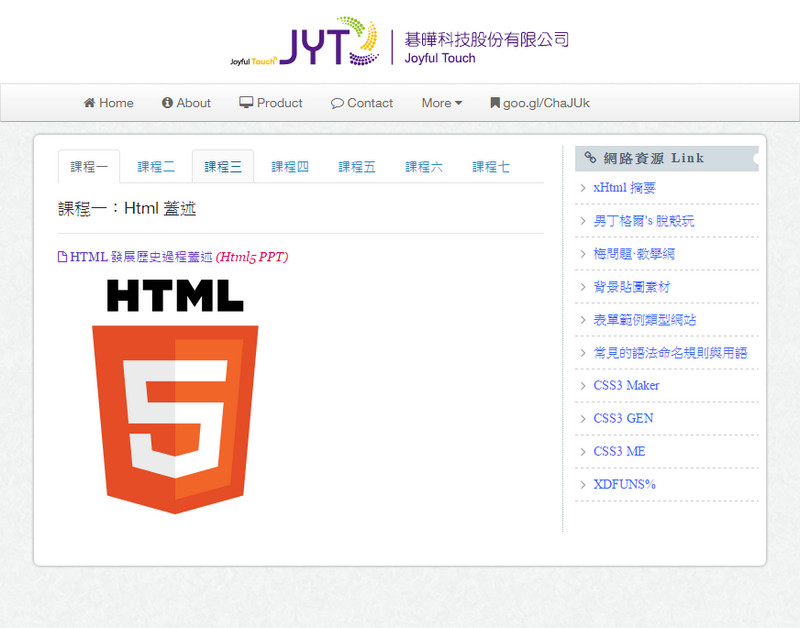 Joyful Touch
JYT
碁曄科技股份有限公司
Joyful Touch
Home
About
Product
Contact
More
goo.gl/ChaJUk
課程一
課程二
課程三
課程四
課程五
課程六
課程七
課程一：Html 蓋述
HTML 發展歷史過程蓋述 (Html5 PPT)
HTML
5
網路資源 Link
xHtml 摘要
男丁格爾's 脫殼玩
梅問題·教學網
背景貼圖素材
表單範例類型網站
常見的語法命名規則與用語
CSS3 Maker
CSS3 GEN
CSS3 ME
XDFUNS%